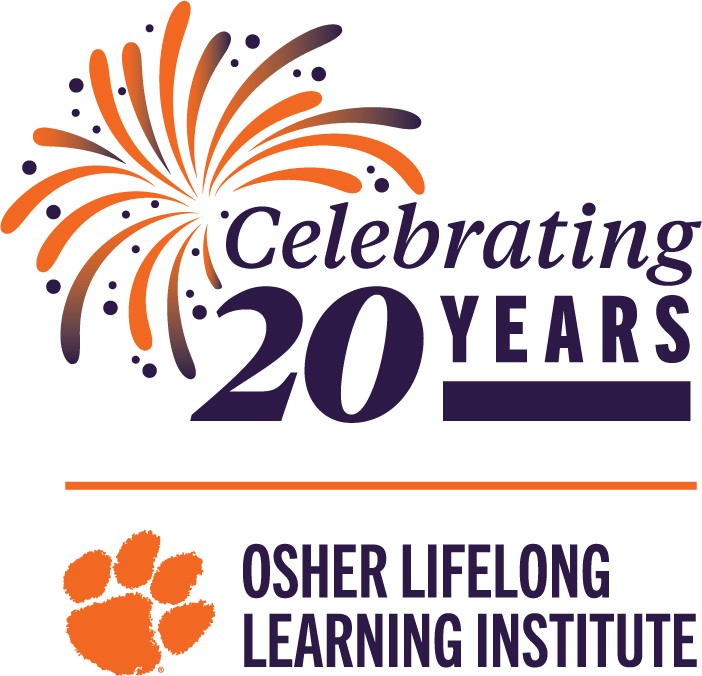 Celebrating
20 YEARS
OSHER LIFELONG
LEARNING INSTITUTE
®